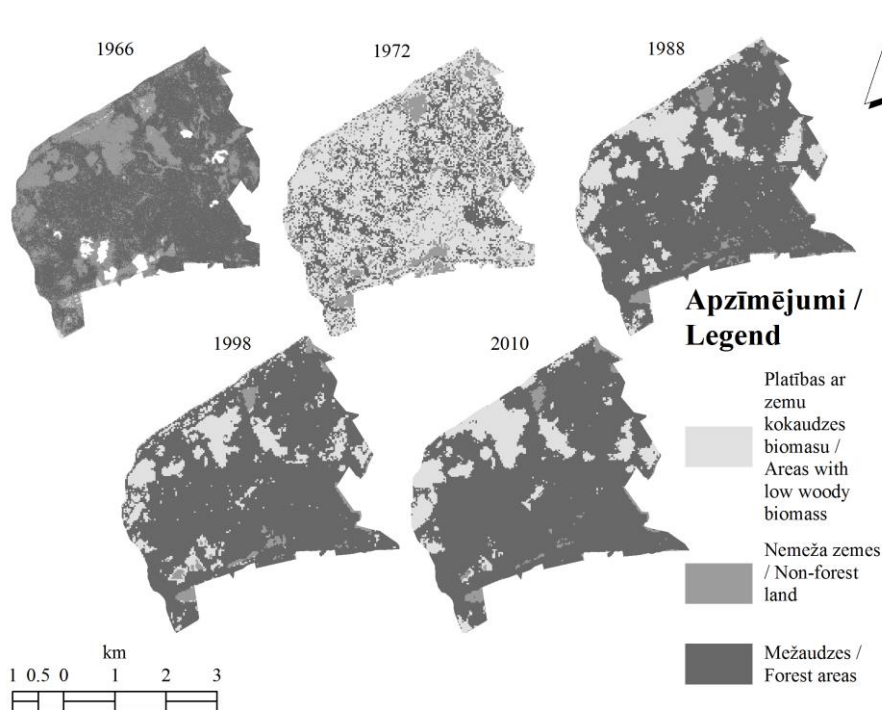 1966
1972
1988
1998
2010
Apzīmējumi /
Legend
Platības ar
zemu
kokaudzes
biomasu /
Areas with
low woody
biomass
Nemeža zemes
/ Non-forest
land
Mežaudzes /
Forest areas
km
1 0.5 0 1 2 3